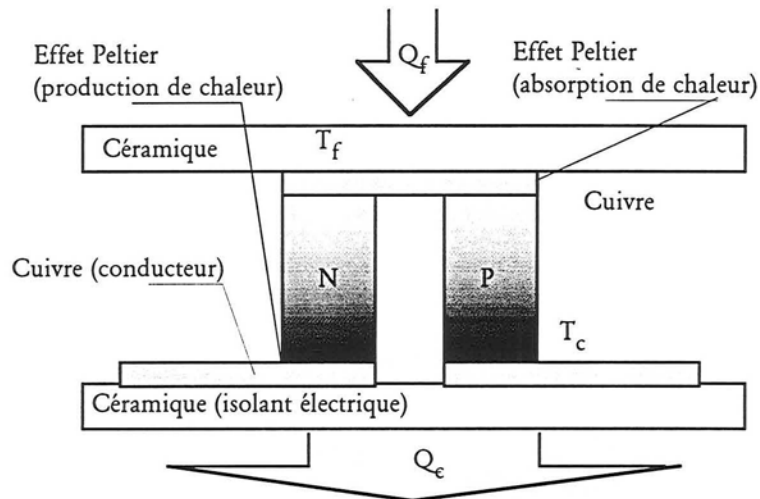 Effet Peltier
(production de chaleur)
Q_f
Effet Peltier
(absorption de chaleur)
Céramique
T_f
Cuivre
Cuivre (conducteur)
N
P
T_c
Céramique (isolant électrique)
Q_c